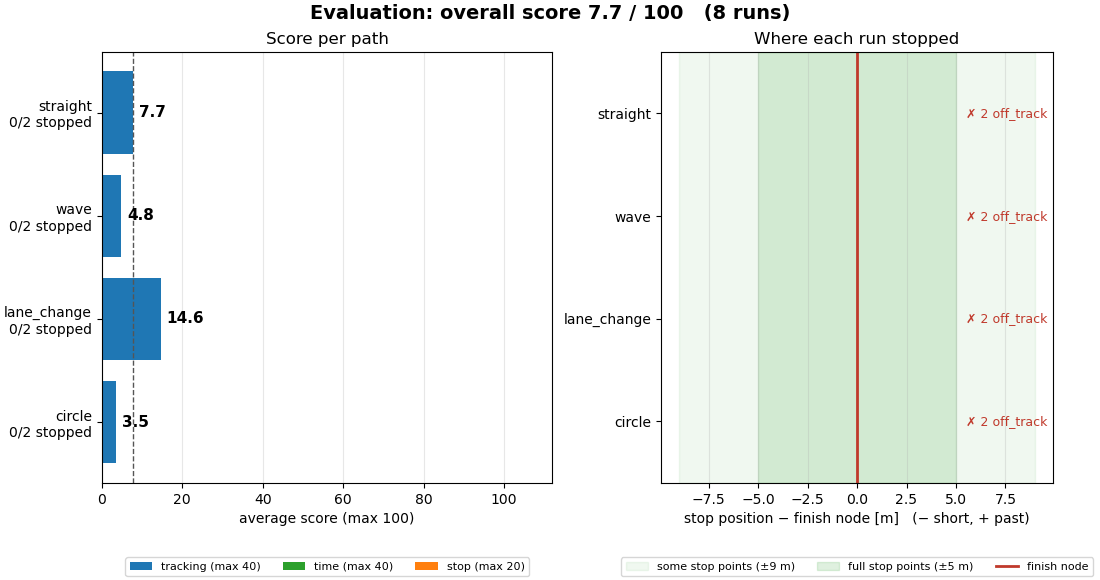 Evaluation: overall score 7.7 / 100   (8 runs)
Score per path
straight
0/2 stopped
7.7
wave
0/2 stopped
4.8
lane_change
0/2 stopped
14.6
circle
0/2 stopped
3.5
0 20 40 60 80 100
average score (max 100)
tracking (max 40) time (max 40) stop (max 20)
Where each run stopped
straight ✗ 2 off_track
wave ✗ 2 off_track
lane_change ✗ 2 off_track
circle ✗ 2 off_track
−7.5 −5.0 −2.5 0.0 2.5 5.0 7.5
stop position − finish node [m]   (− short, + past)
some stop points (±9 m) full stop points (±5 m) finish node